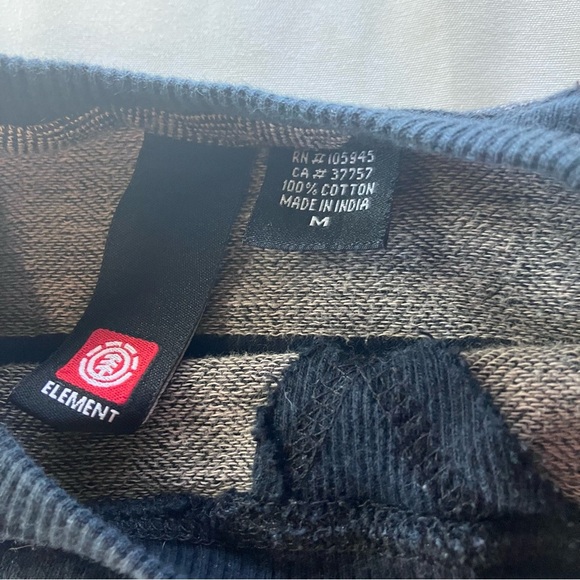 RN # 105945
CA # 37757
100% COTTON
MADE IN INDIA
M
ELEMENT